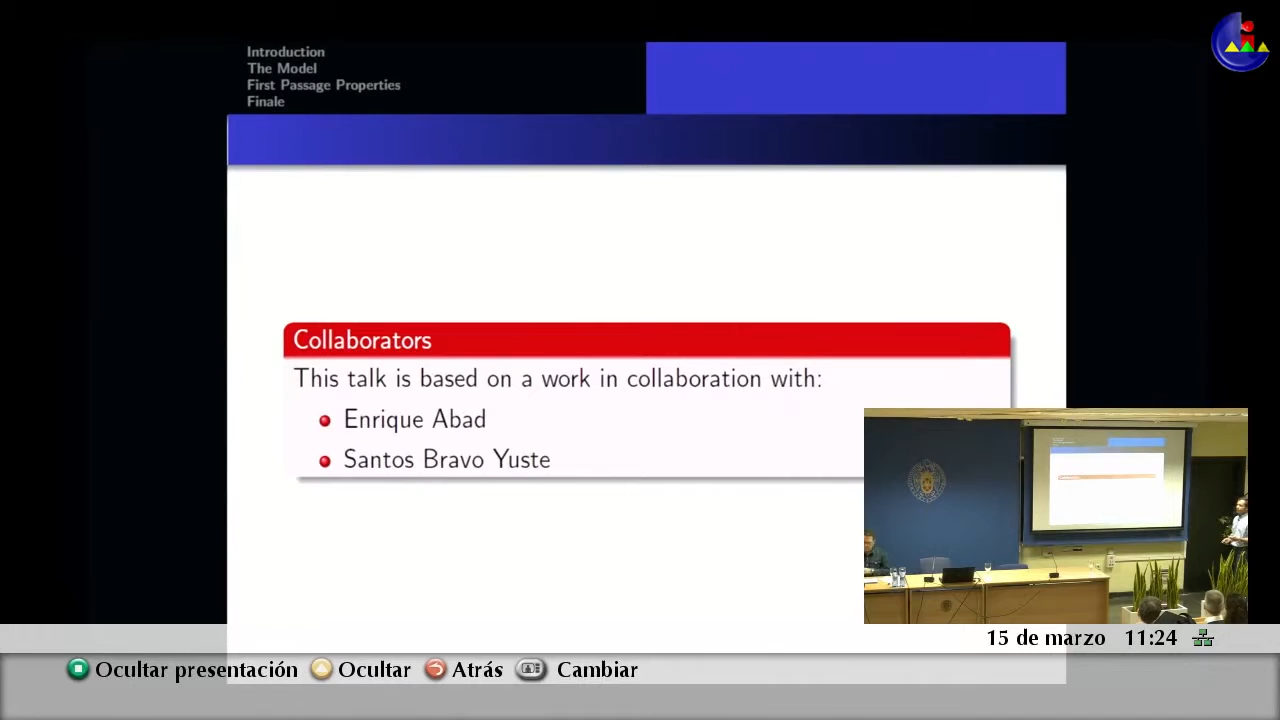 Introduction
The Model
First Passage Properties
Finale
Collaborators
This talk is based on a work in collaboration with:
Enrique Abad
Santos Bravo Yuste
15 de marzo 11:24
Ocultar presentación Ocultar Atrás Cambiar